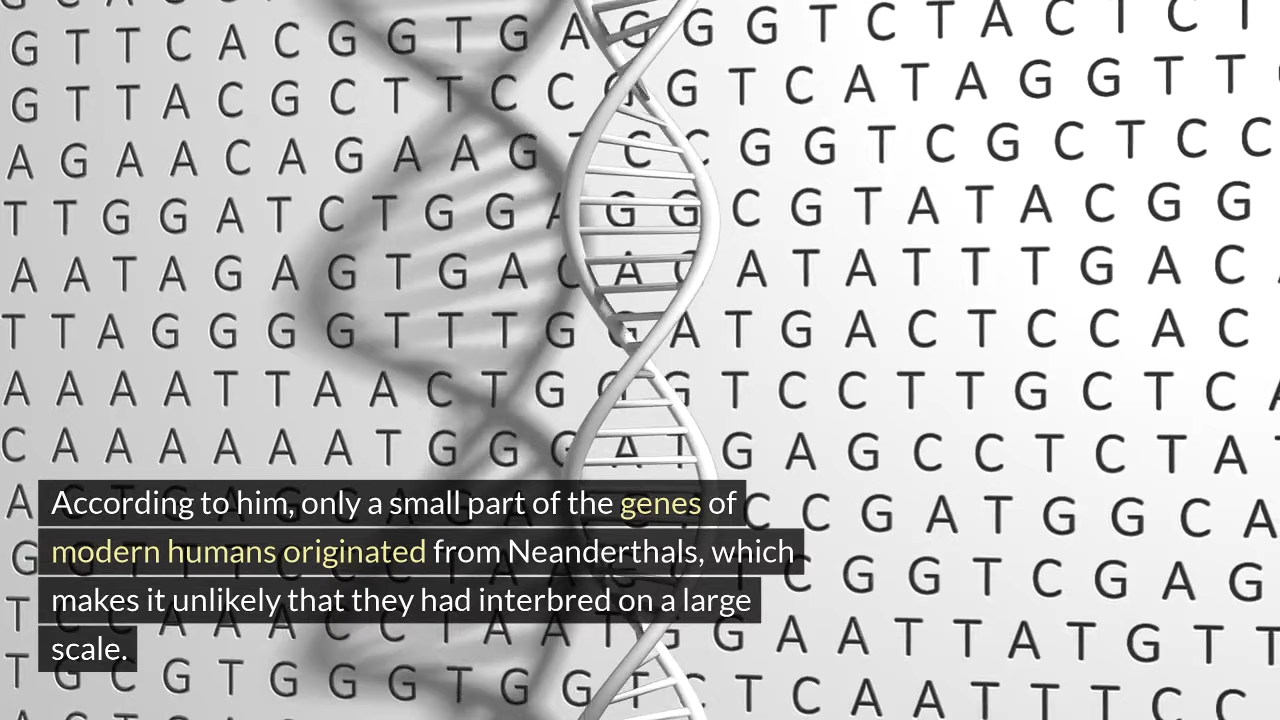 G T T C A C G G T G A G G G T C T A C T C T
G T T A C G C T T C C C G T C A T A G G T T
A G A A C A G A A G C C G G T C G C T C C
T T G G A T C T G G A G G C G T A T A C G G
A A T A G A G T G A A A T A T T T G A C
T T A G G G G T T T G G A T G A C T C C A C
A A A A T T A A C T G G T C C T T G C T C
C A A A A A A T G G G A T G A G C C T C T A
A C C G A T G G C A
G C G G T C G A G
T C C A A A C C T A A T G G A A T T A T G T T
T G C G T G G G T G G T C T C A A T T T C C
According to him, only a small part of the genes of
modern humans originated from Neanderthals, which
makes it unlikely that they had interbred on a large
scale.